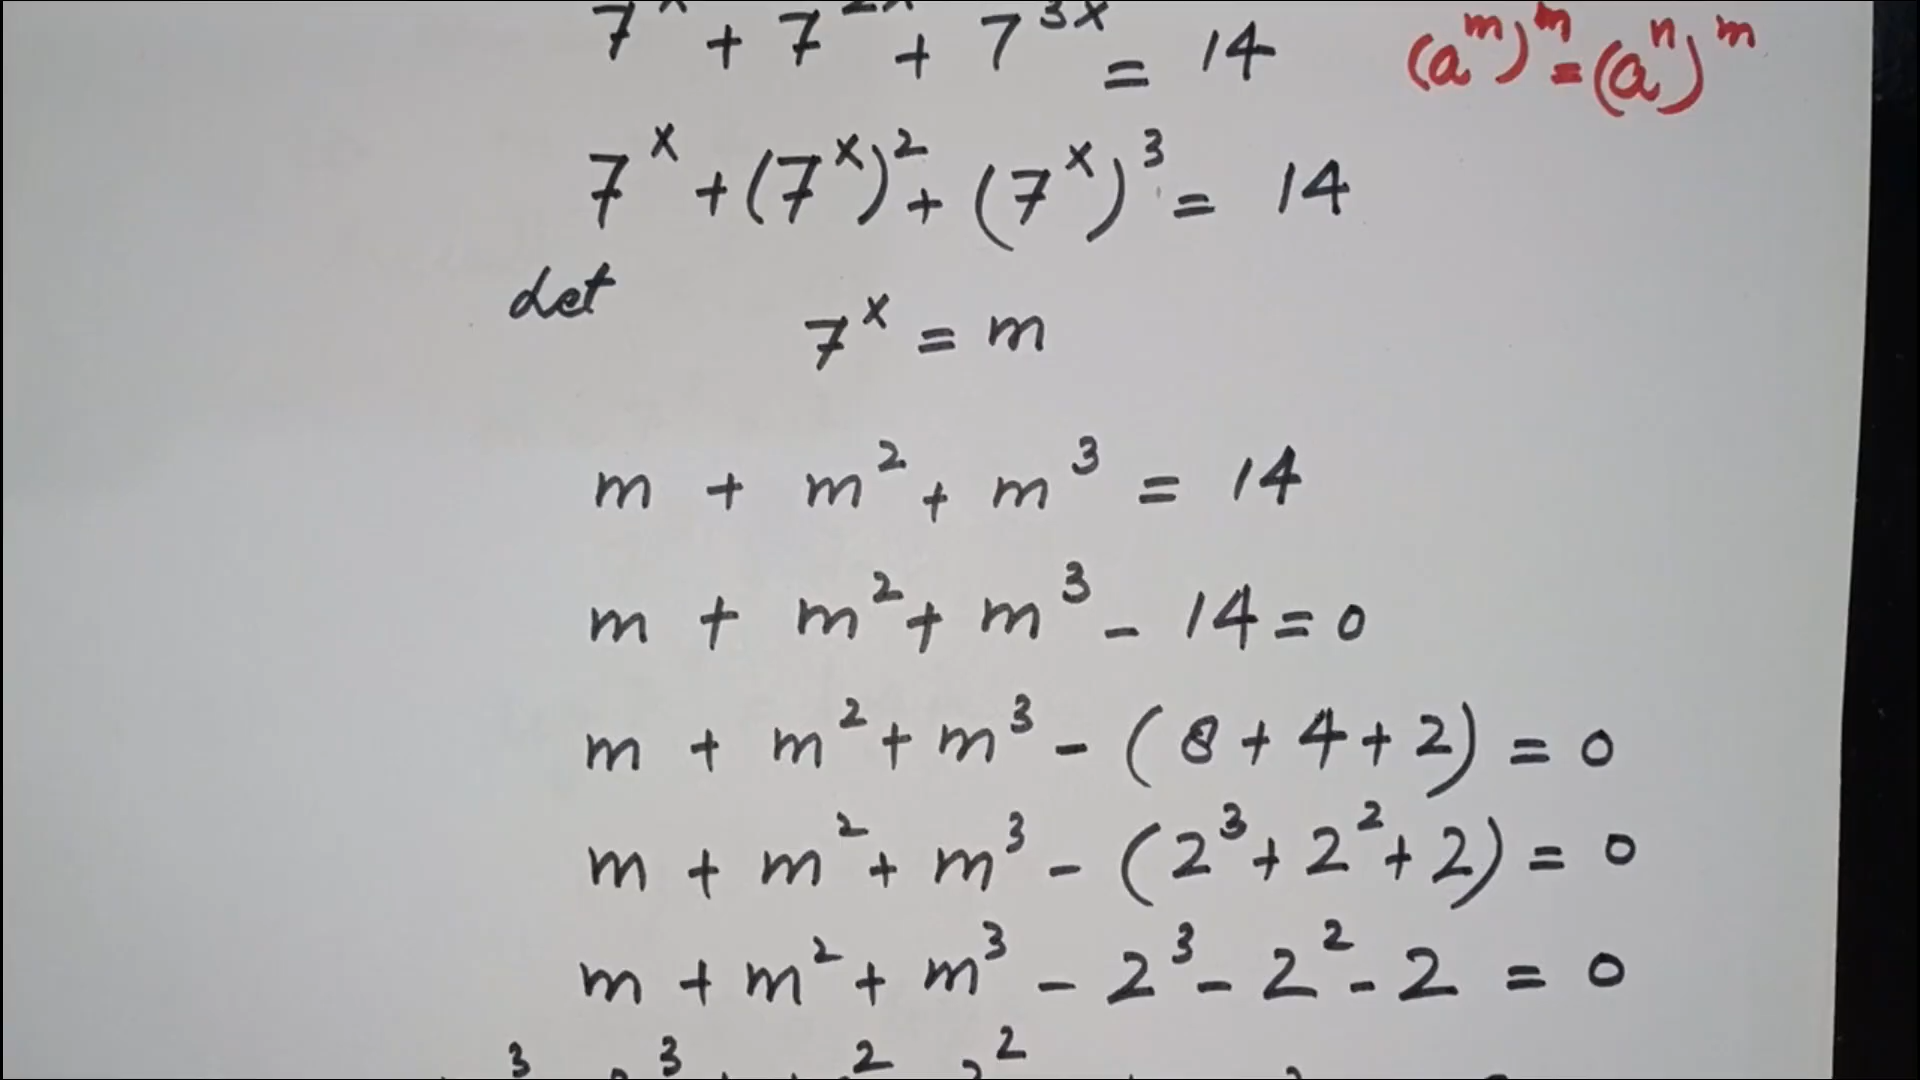 7^x + 7^2x + 7^3x = 14 (a^m)^m = (a^n)^m
7^x + (7^x)^2 + (7^x)^3 = 14
Let
7^x = m
m + m^2 + m^3 = 14
m + m^2 + m^3 - 14 = 0
m + m^2 + m^3 - (8 + 4 + 2) = 0
m + m^2 + m^3 - (2^3 + 2^2 + 2) = 0
m + m^2 + m^3 - 2^3 - 2^2 - 2 = 0